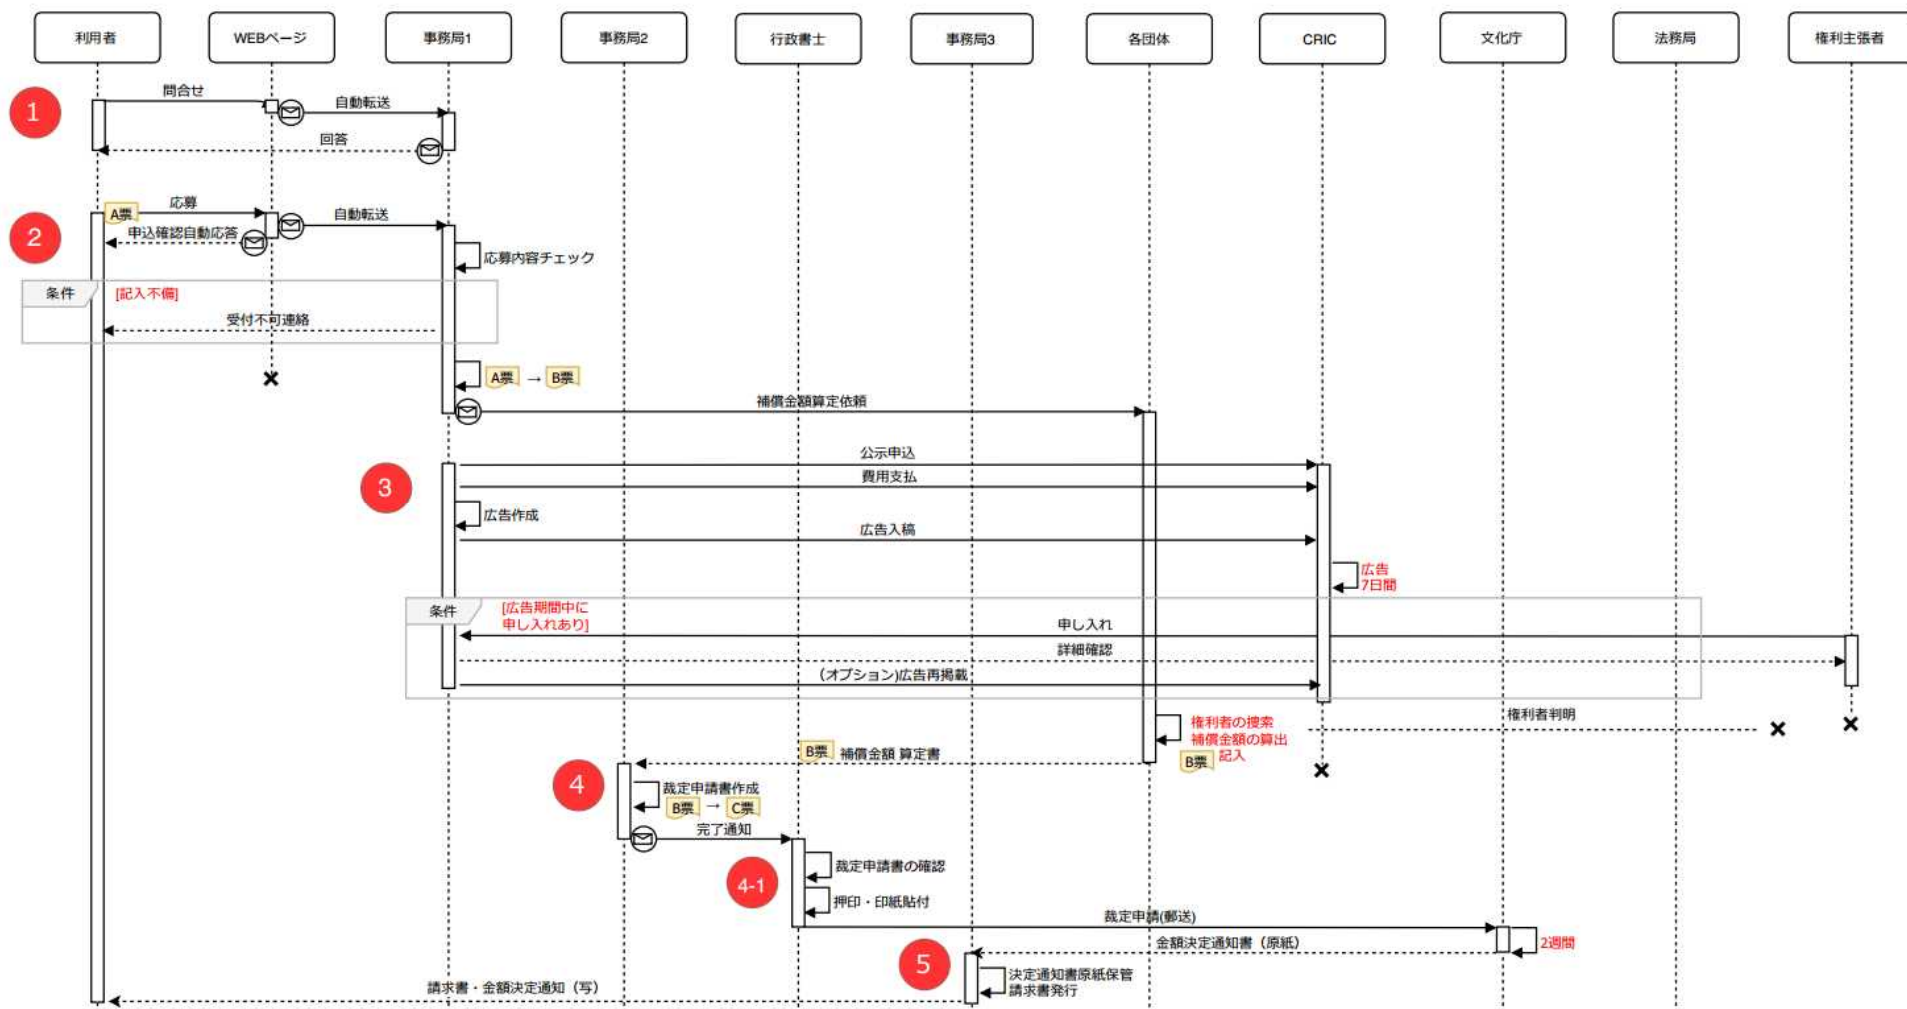 利用者
WEBページ
事務局1
事務局2
行政書士
事務局3
各団体
CRIC
文化庁
法務局
権利主張者
1
問合せ
自動転送
回答
2
A票
応募
自動転送
申込確認自動応答
応募内容チェック
条件
[記入不備]
受付不可連絡
A票 → B票
補償金額算定依頼
3
公示申込
費用支払
広告作成
広告入稿
広告
7日間
条件
[広告期間中に
申し入れあり]
申し入れ
詳細確認
(オプション)広告再掲載
権利者の捜索
補償金額の算出
記入
B票
権利者判明
B票 補償金額 算定書
4
裁定申請書作成
B票 → C票
完了通知
4-1
裁定申請書の確認
押印・印紙貼付
裁定申請(郵送)
金額決定通知書（原紙）
2週間
5
決定通知書原紙保管
請求書発行
請求書・金額決定通知（写）